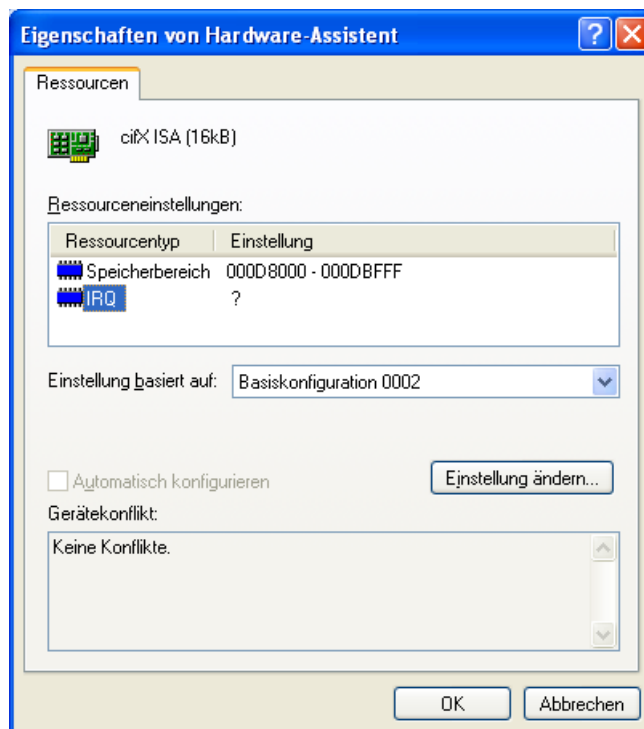 Eigenschaften von Hardware-Assistent
Ressourcen
cifX ISA (16kB)
Ressourceneinstellungen:
Ressourcentyp Einstellung
Speicherbereich 000D8000 - 000DBFFF
IRQ ?
Einstellung basiert auf: Basiskonfiguration 0002
Automatisch konfigurieren Einstellung ändern...
Gerätekonflikt:
Keine Konflikte.
OK Abbrechen